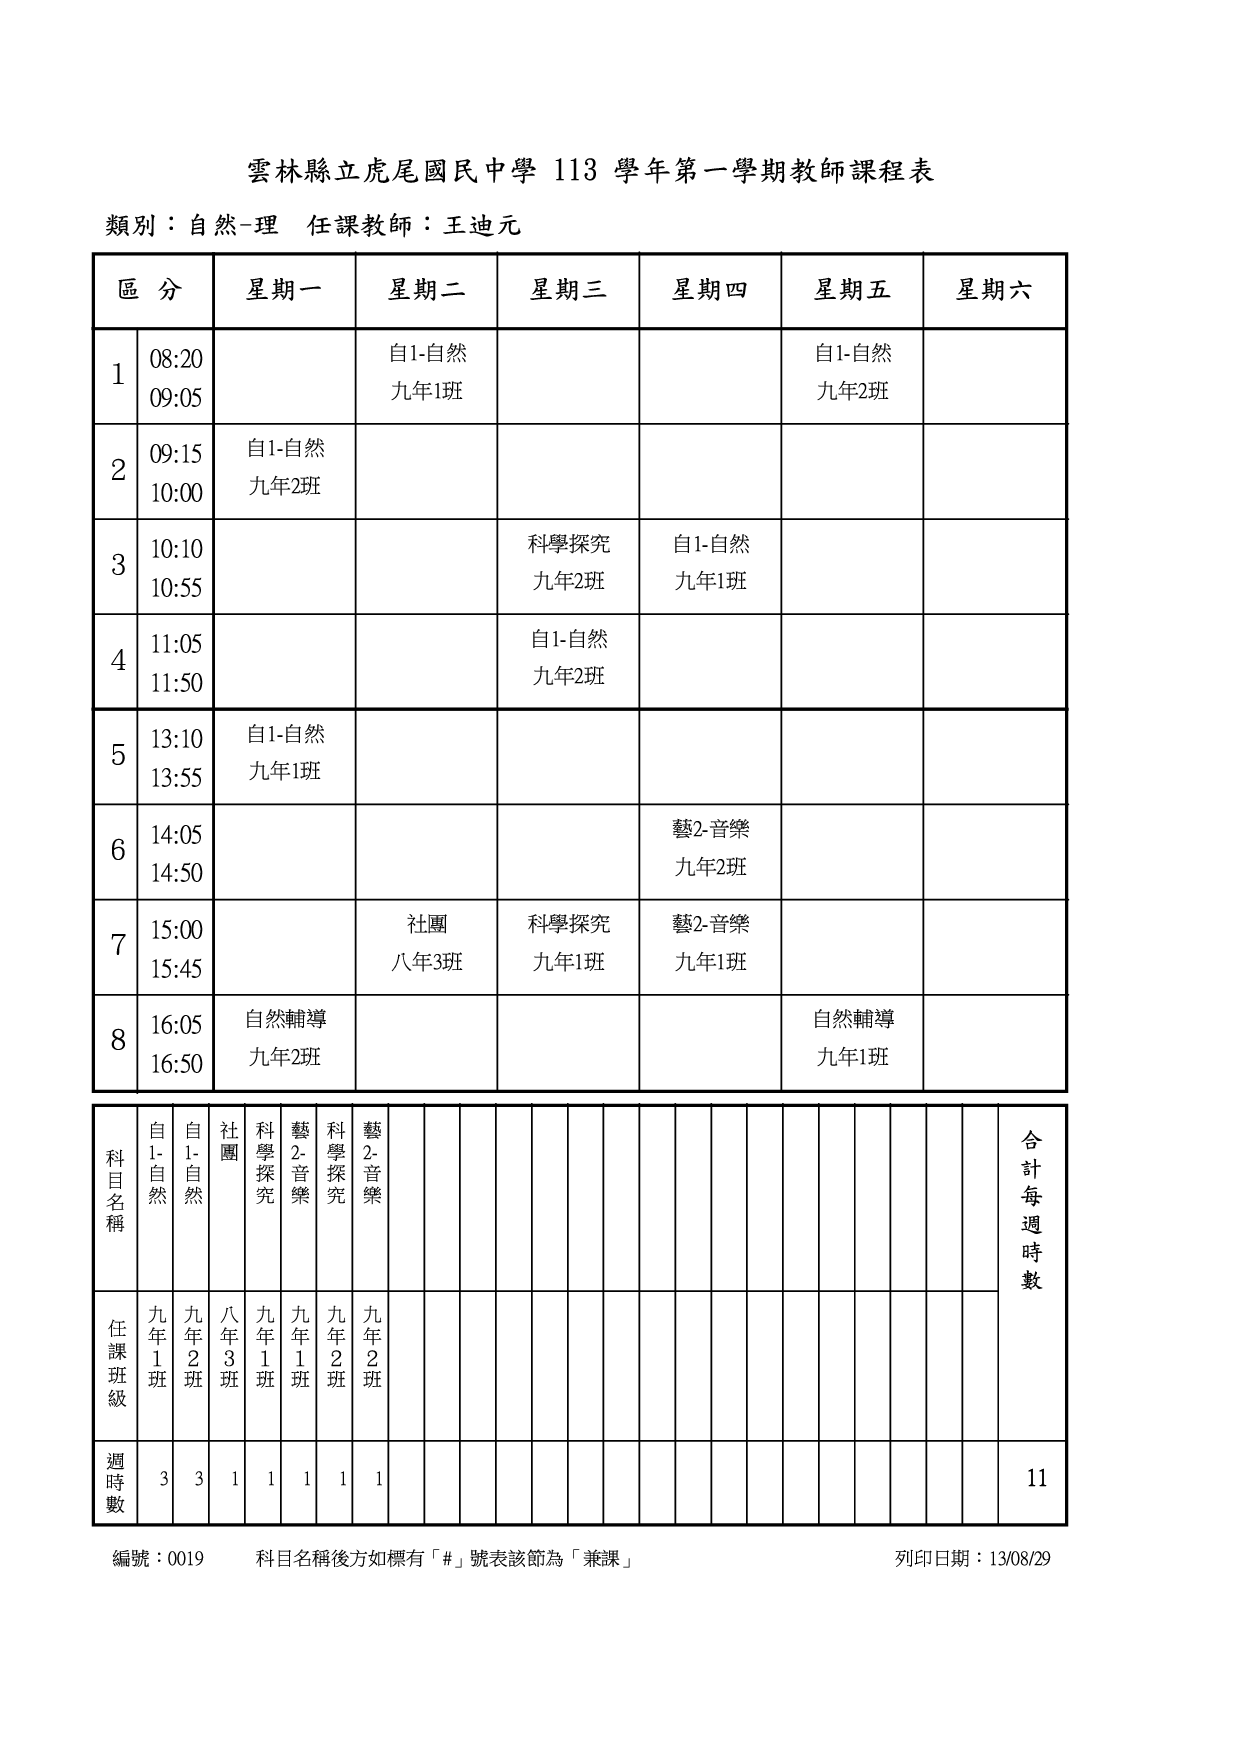 雲林縣立虎尾國民中學 113 學年第一學期教師課程表
類別：自然-理　任課教師：王迪元
區 分 星期一 星期二 星期三 星期四 星期五 星期六
1 08:20 09:05 自1-自然 九年1班 自1-自然 九年2班
2 09:15 10:00 自1-自然 九年2班
3 10:10 10:55 科學探究 九年2班 自1-自然 九年1班
4 11:05 11:50 自1-自然 九年2班
5 13:10 13:55 自1-自然 九年1班
6 14:05 14:50 藝2-音樂 九年2班
7 15:00 15:45 社團 八年3班 科學探究 九年1班 藝2-音樂 九年1班
8 16:05 16:50 自然輔導 九年2班 自然輔導 九年1班
科目名稱 自1-自然 自1-自然 社團 科學探究 藝2-音樂 科學探究 藝2-音樂 合計每週時數
任課班級 九年1班 九年2班 八年3班 九年1班 九年1班 九年2班 九年2班
週時數 3 3 1 1 1 1 1 11
編號：0019 科目名稱後方如標有「#」號表該節為「兼課」 列印日期：13/08/29